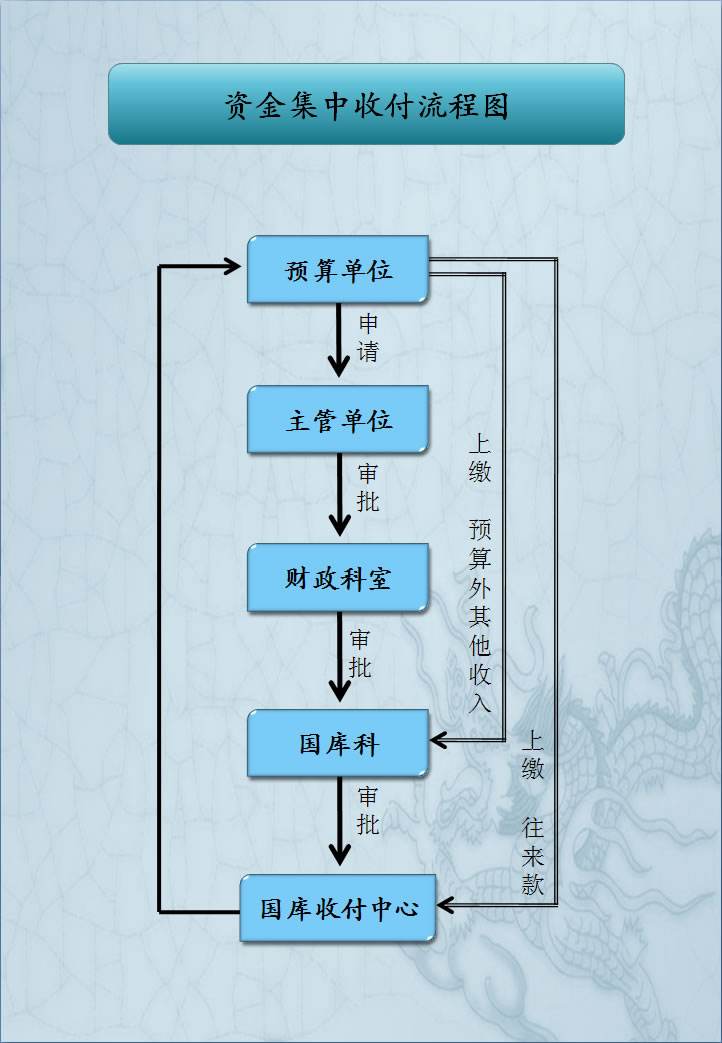 资金集中收付流程图
预算单位
申请
主管单位
审批
财政科室
审批
国库科
审批
国库收付中心
上缴 预算外其他收入
上缴 往来款